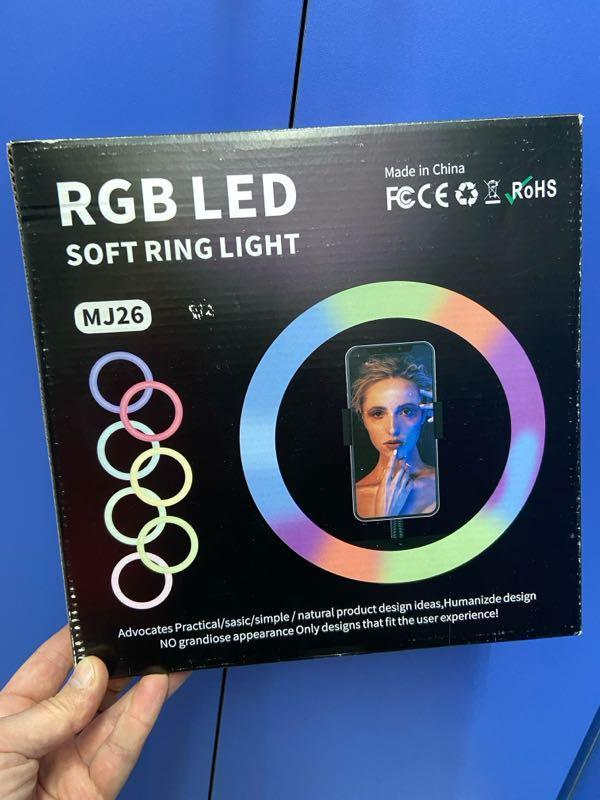 Made in China
RGB LED
FC CE RoHS
SOFT RING LIGHT
MJ26
Advocates Practical/sasic/simple / natural product design ideas,Humanizde design
NO grandiose appearance Only designs that fit the user experience!